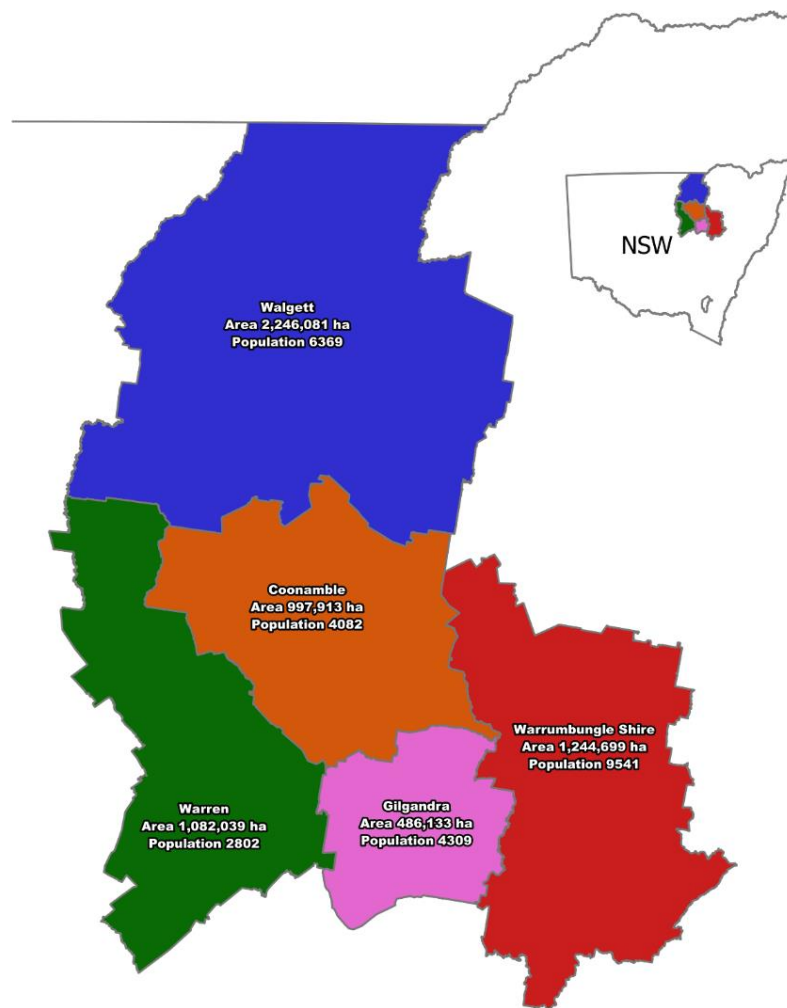 NSW
Walgett
Area 2,246,081 ha
Population 6369
Coonamble
Area 997,913 ha
Population 4082
Warrumbungle Shire
Area 1,244,699 ha
Population 9541
Warren
Area 1,082,039 ha
Population 2802
Gilgandra
Area 486,133 ha
Population 4309